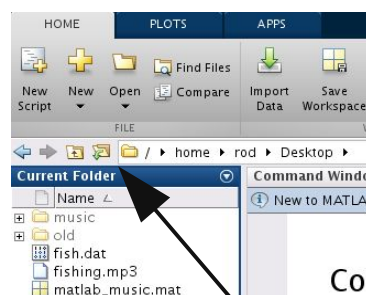 HOME PLOTS APPS
Find Files
New Script New Open Compare Import Data Save Workspace
FILE
/ home rod Desktop
Current Folder Command Wind
Name New to MATLA
music
old
fish.dat
fishing.mp3 Co
matlab_music.mat